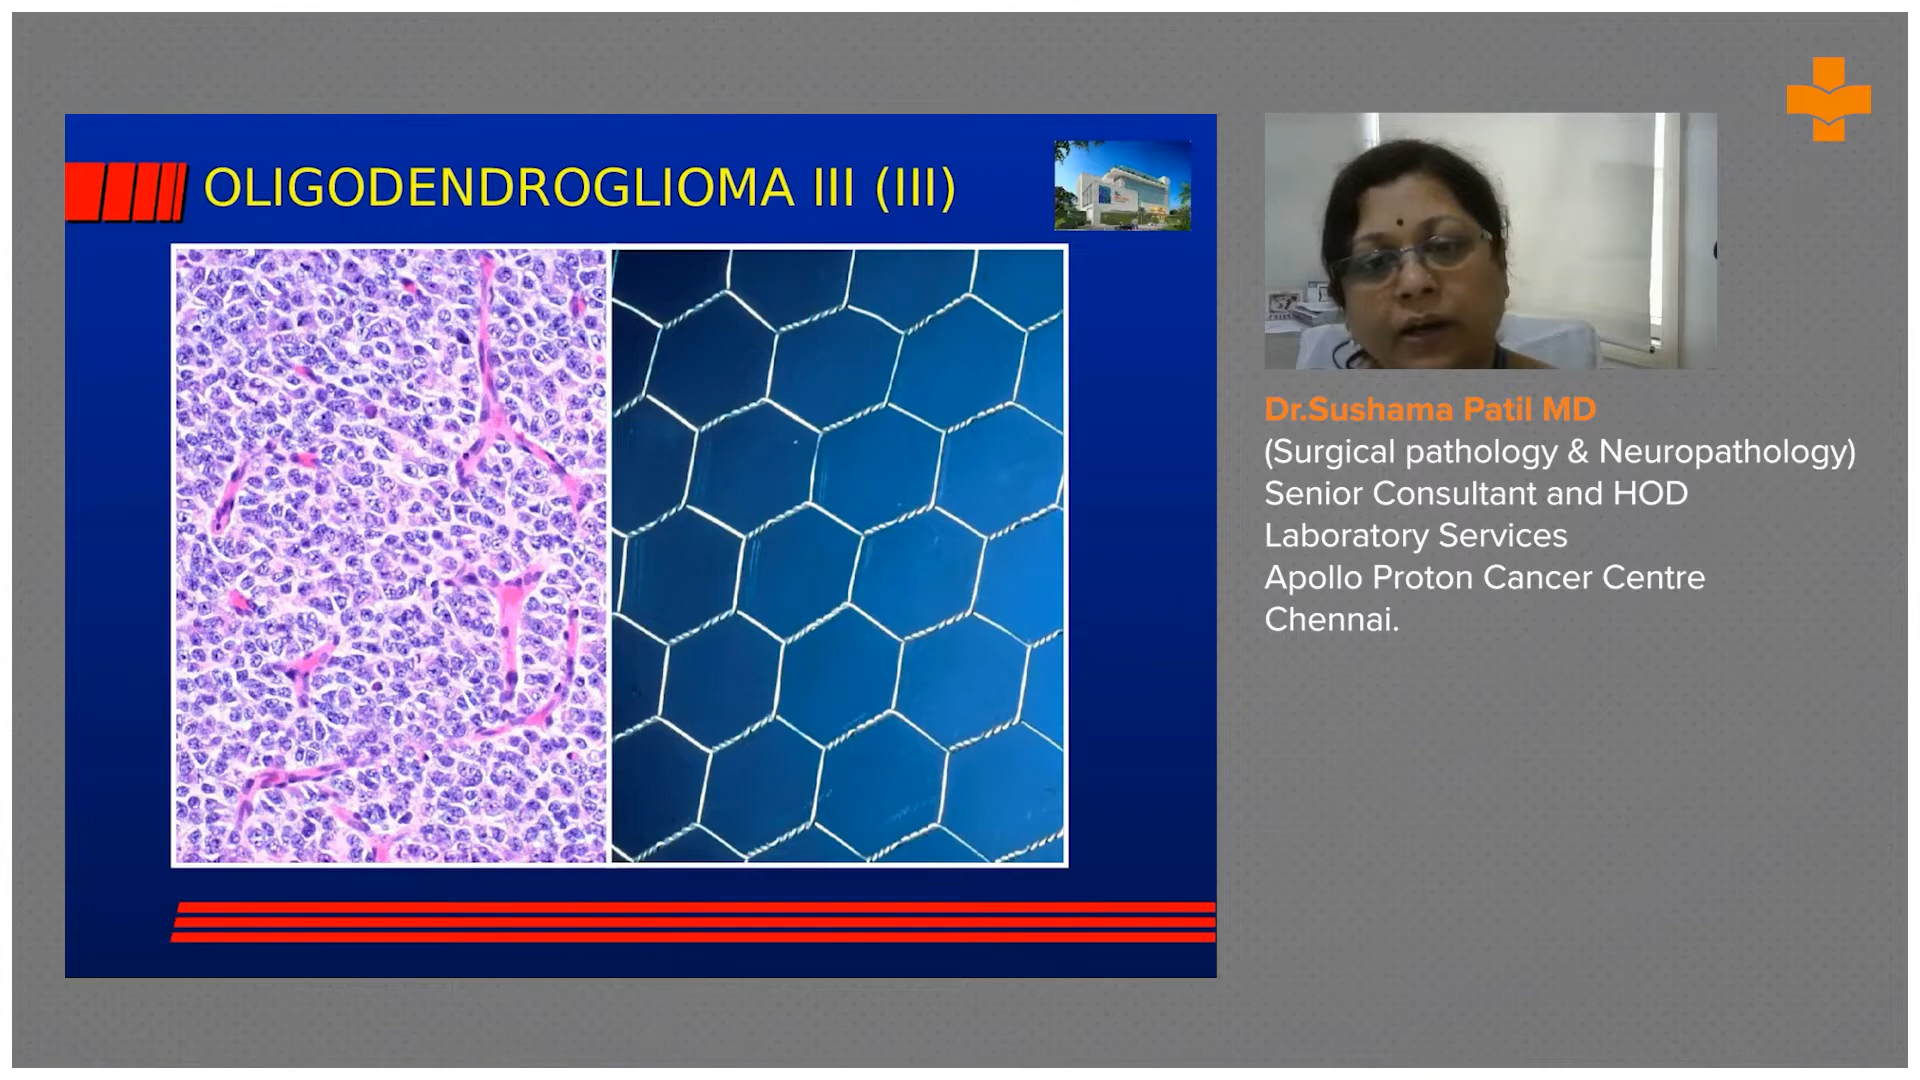 OLIGODENDROGLIOMA III (III)
Dr.Sushama Patil MD
(Surgical pathology & Neuropathology)
Senior Consultant and HOD
Laboratory Services
Apollo Proton Cancer Centre
Chennai.